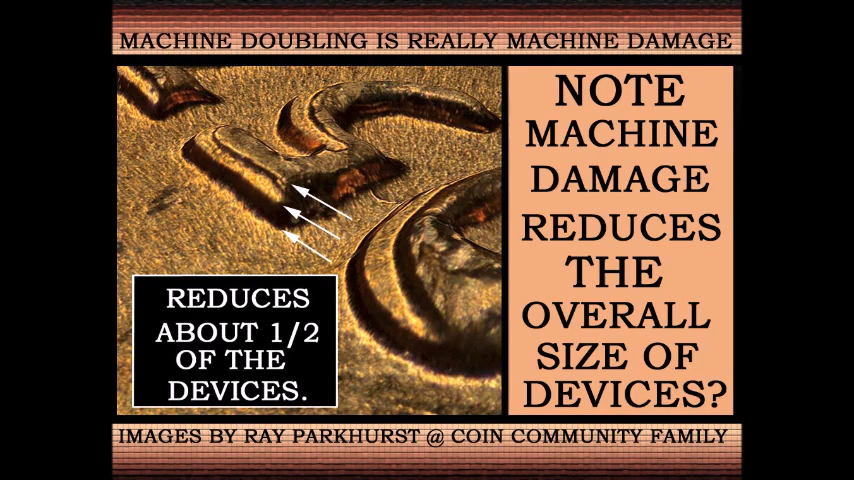 MACHINE DOUBLING IS REALLY MACHINE DAMAGE
NOTE
MACHINE
DAMAGE
REDUCES
THE
OVERALL
SIZE OF
DEVICES?
REDUCES
ABOUT 1/2
OF THE
DEVICES.
IMAGES BY RAY PARKHURST @ COIN COMMUNITY FAMILY